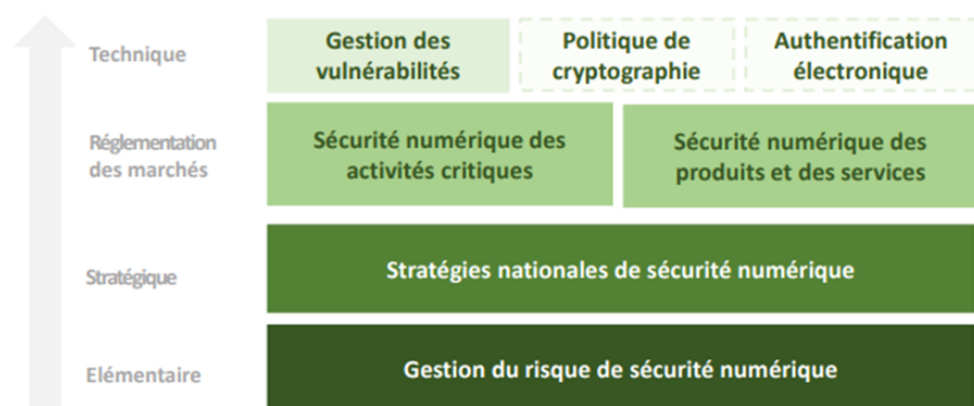 Technique
Gestion des
vulnérabilités
Politique de
cryptographie
Authentification
électronique
Réglementation
des marchés
Sécurité numérique des
activités critiques
Sécurité numérique des
produits et des services
Stratégique
Stratégies nationales de sécurité numérique
Elémentaire
Gestion du risque de sécurité numérique